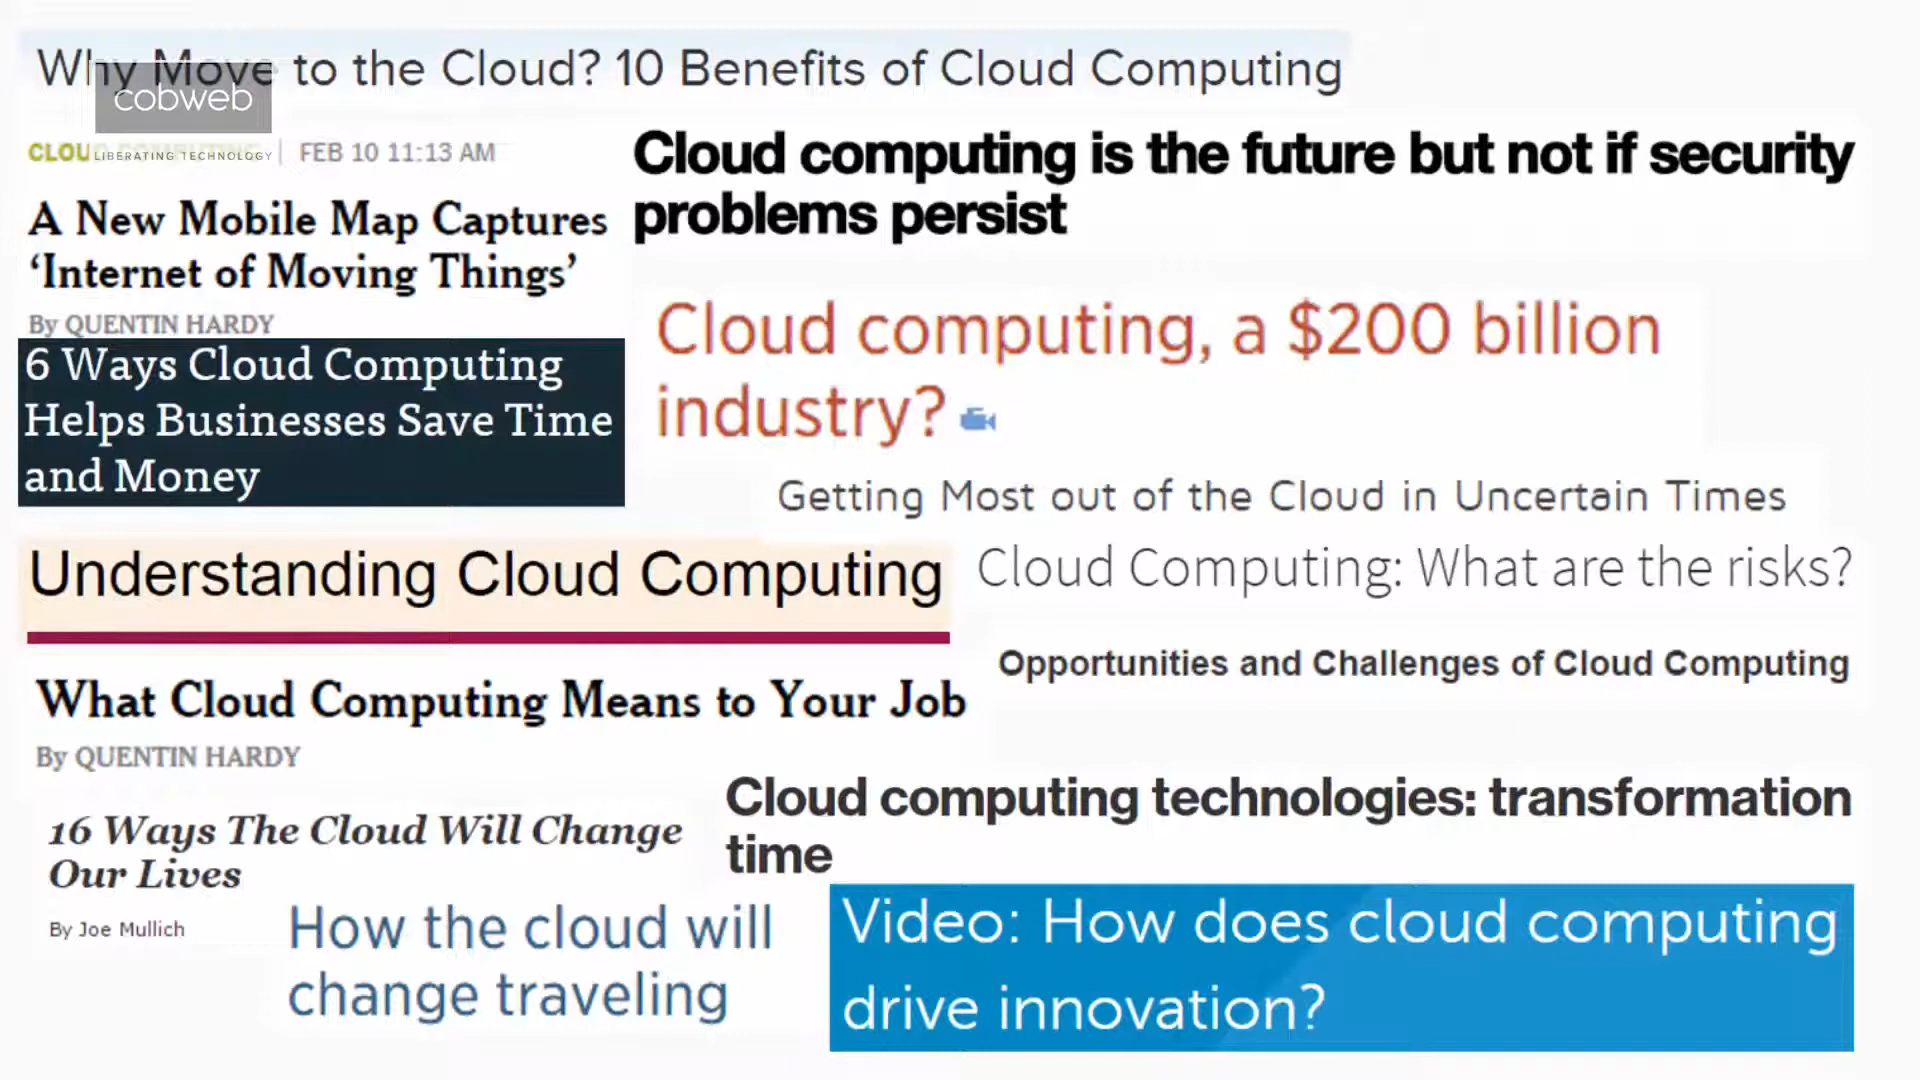 Why Move to the Cloud? 10 Benefits of Cloud Computing
cobweb
LIBERATING TECHNOLOGY
CLOUD COMPUTING | FEB 10 11:13 AM
A New Mobile Map Captures
‘Internet of Moving Things’
By QUENTIN HARDY
Cloud computing is the future but not if security
problems persist
6 Ways Cloud Computing
Helps Businesses Save Time
and Money
Cloud computing, a $200 billion
industry?
Getting Most out of the Cloud in Uncertain Times
Understanding Cloud Computing
Cloud Computing: What are the risks?
Opportunities and Challenges of Cloud Computing
What Cloud Computing Means to Your Job
By QUENTIN HARDY
Cloud computing technologies: transformation
time
16 Ways The Cloud Will Change
Our Lives
By Joe Mullich
How the cloud will
change traveling
Video: How does cloud computing
drive innovation?